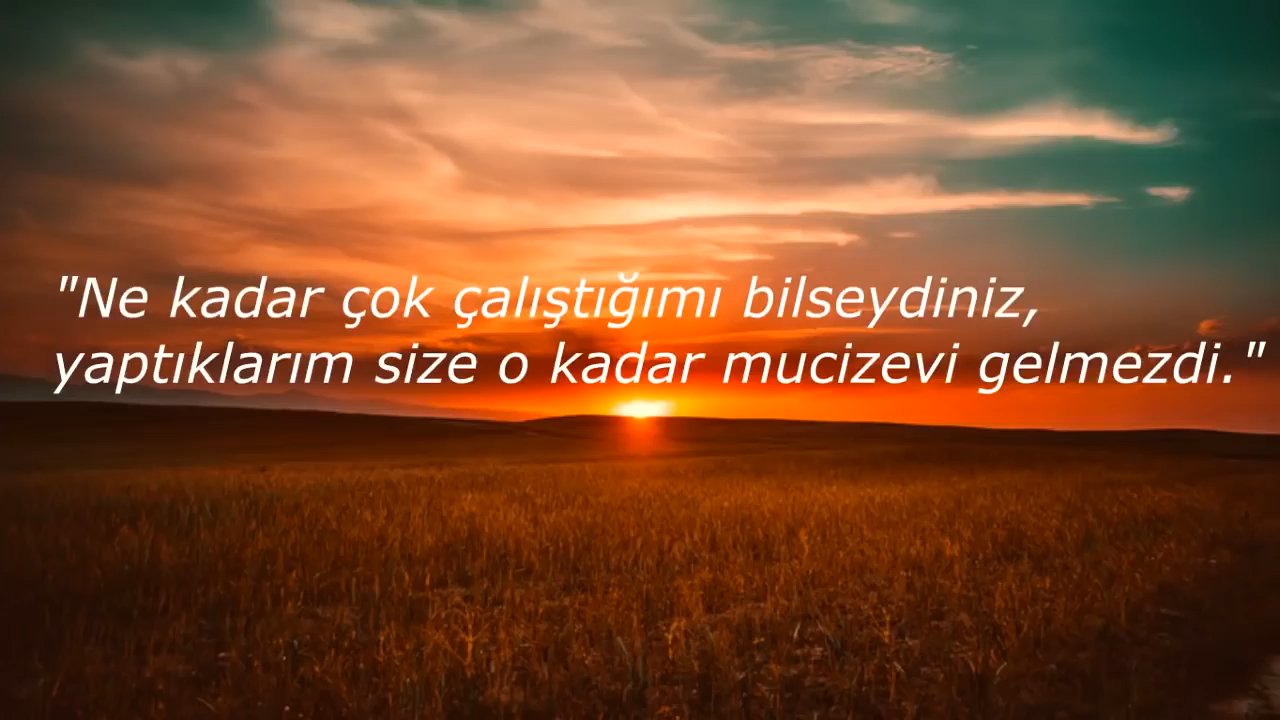 "Ne kadar çok çalıştığımı bilseydiniz,
yaptıklarım size o kadar mucizevi gelmezdi."